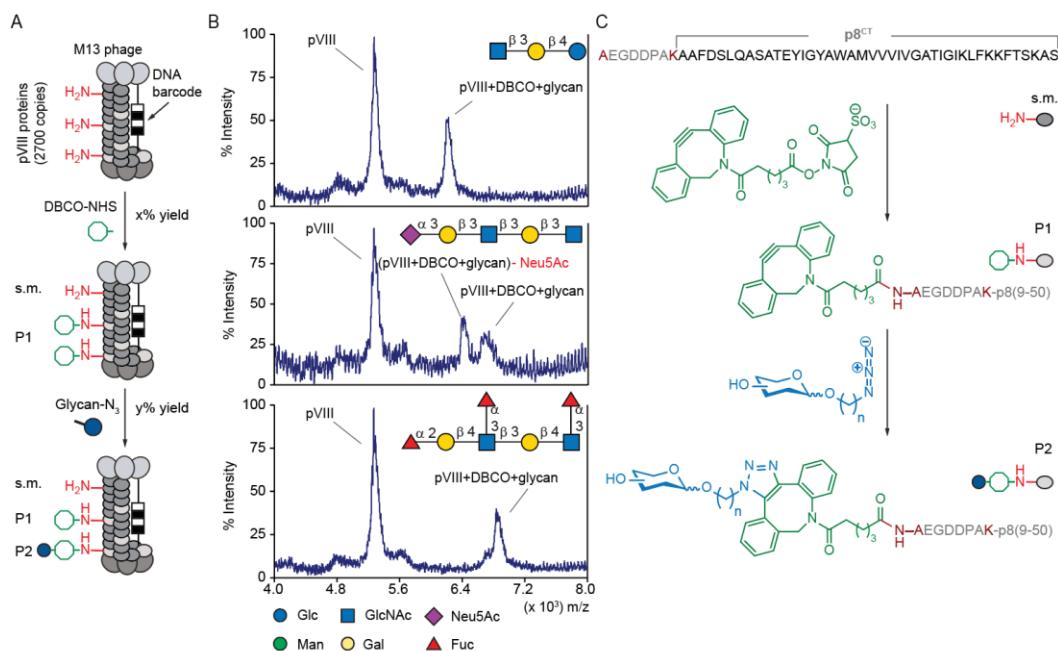 A
M13 phage
pVIII proteins
(2700 copies)
H₂N
H₂N
H₂N
DNA
barcode
DBCO-NHS
x% yield
s.m.
H₂N
P1
H
N
H
N
Glycan-N₃
y% yield
s.m.
H₂N
P1
H
N
P2
H
N
B
% Intensity
100
75
50
25
0
pVIII
pVIII+DBCO+glycan
β 3
β 4
% Intensity
100
75
50
25
0
pVIII
α 3
β 3
β 3
β 3
(pVIII+DBCO+glycan)- Neu5Ac
pVIII+DBCO+glycan
% Intensity
100
75
50
25
0
pVIII
α 2
β 4
α
3
β 3
β 4
α
3
pVIII+DBCO+glycan
4.0
4.8
5.6
6.4
7.2
8.0
(x 10³) m/z
Glc
GlcNAc
Neu5Ac
Man
Gal
Fuc
C
p8ᶜᵀ
AEGDDPAKAAFDSLQASATEYIGYAWAMVVVIVGATIGIKLFKKFTSKAS
s.m.
H₂N
N
O
3
O
O
N
O
O
SO₃
⊖
P1
H
N
N
O
3
O
N
H
AEGDDPAK-p8(9-50)
HO
O
O
n
N
N
N
⊕
⊖
P2
H
N
HO
O
O
n
N
N
N
N
O
3
O
N
H
AEGDDPAK-p8(9-50)